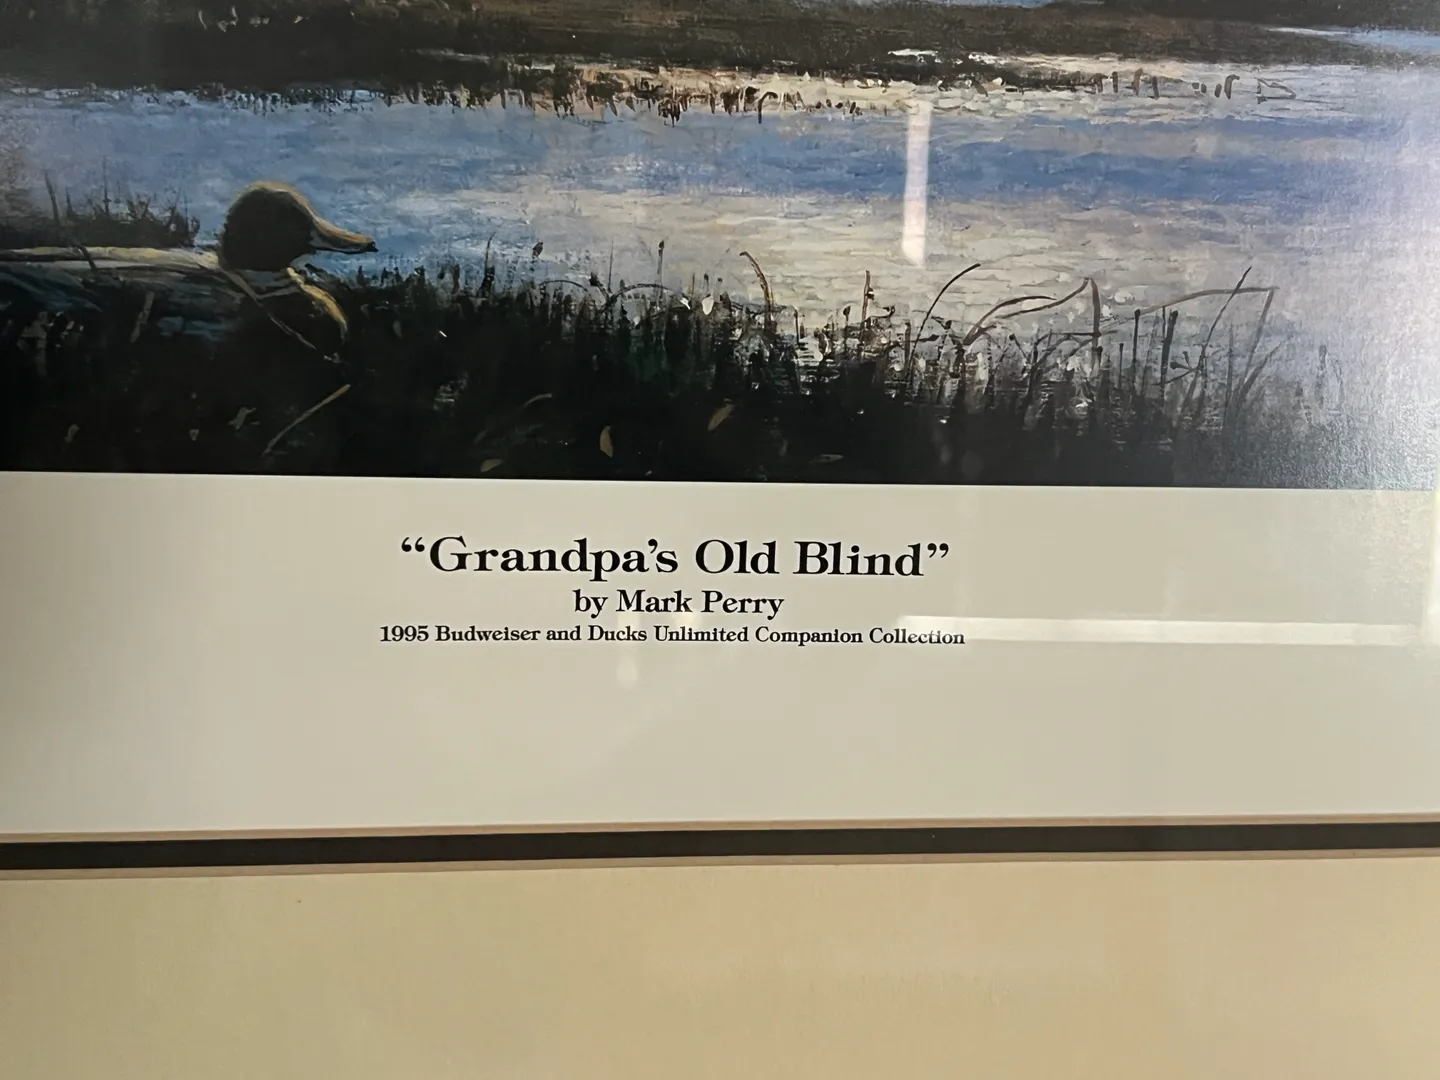 “Grandpa’s Old Blind”
by Mark Perry
1995 Budweiser and Ducks Unlimited Companion Collection